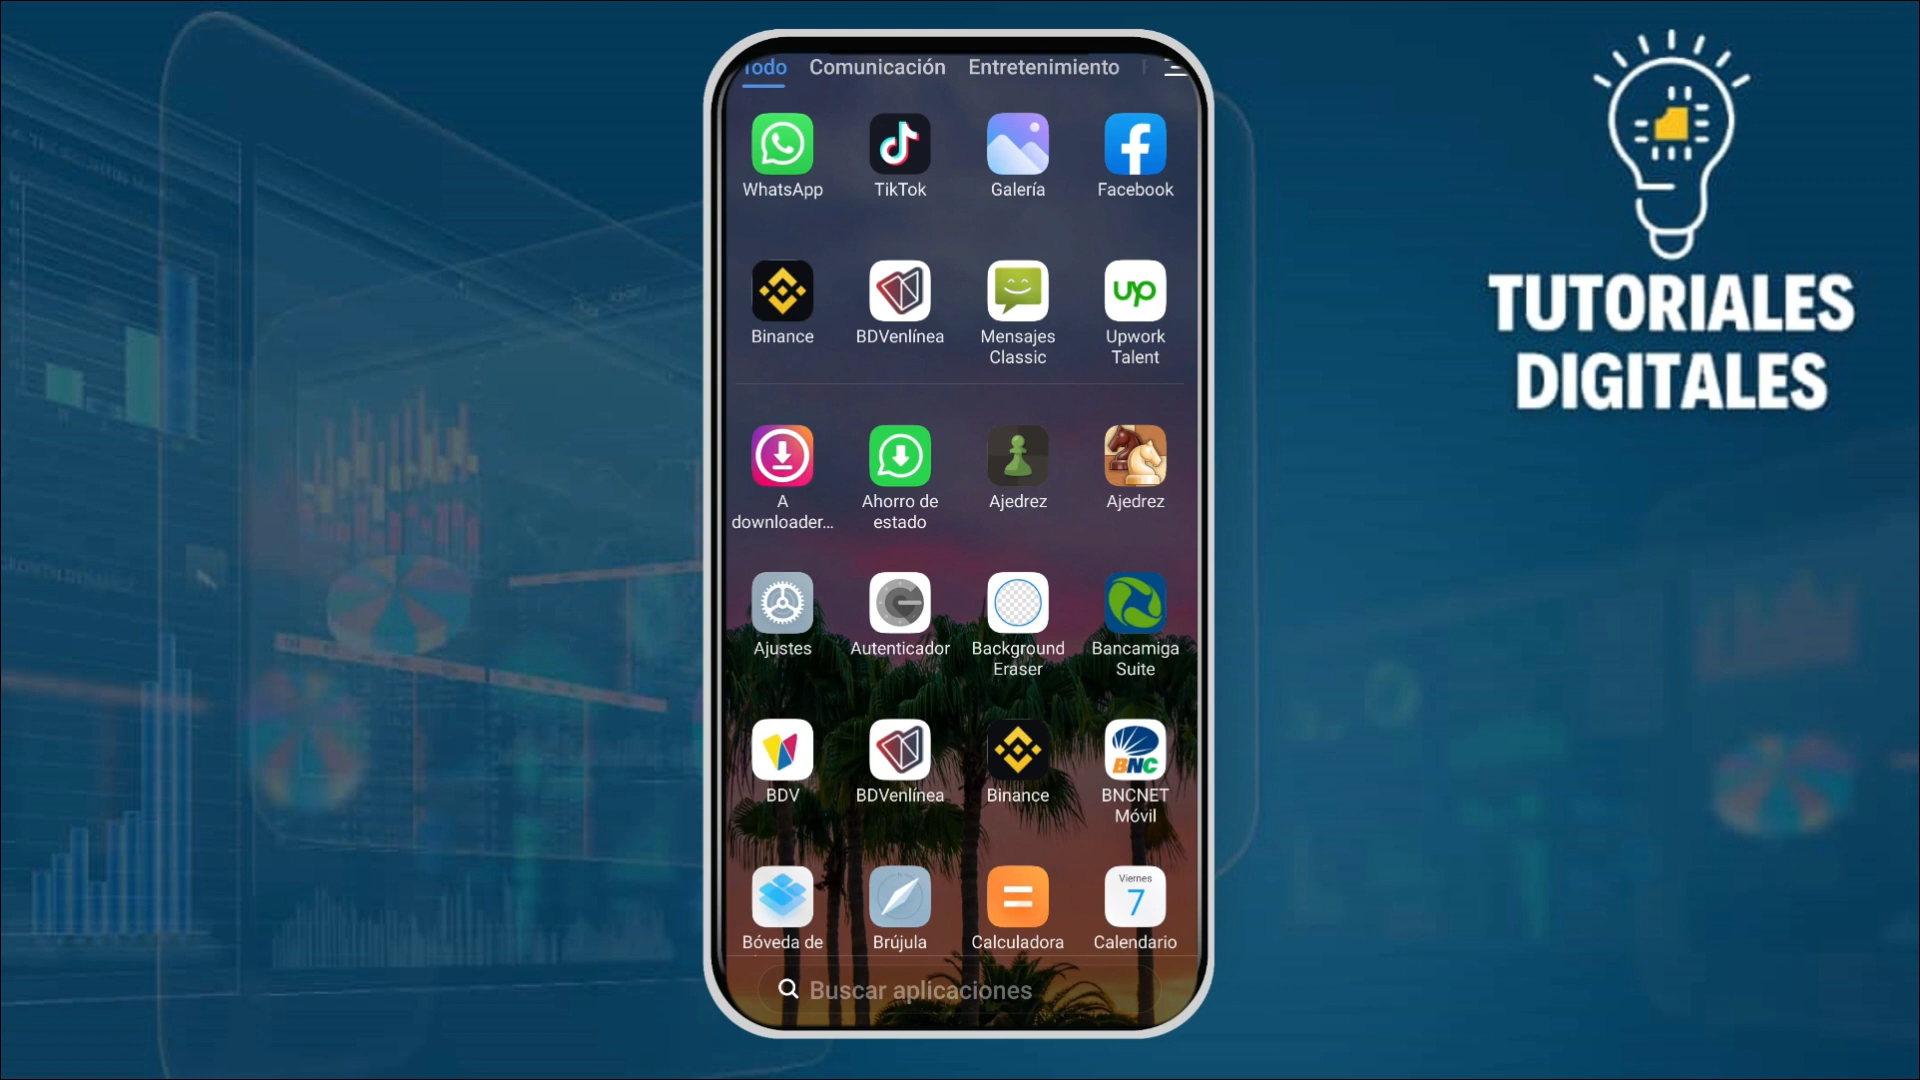 Todo Comunicación Entretenimiento
WhatsApp TikTok Galería Facebook
Binance BDVenlínea Mensajes Classic Upwork Talent
up
A downloader... Ahorro de estado Ajedrez Ajedrez
Ajustes Autenticador Background Eraser Bancamiga Suite
BNC
BDV BDVenlínea Binance BNCNET Móvil
Viernes
7
Bóveda de Brújula Calculadora Calendario
Buscar aplicaciones
TUTORIALES
DIGITALES